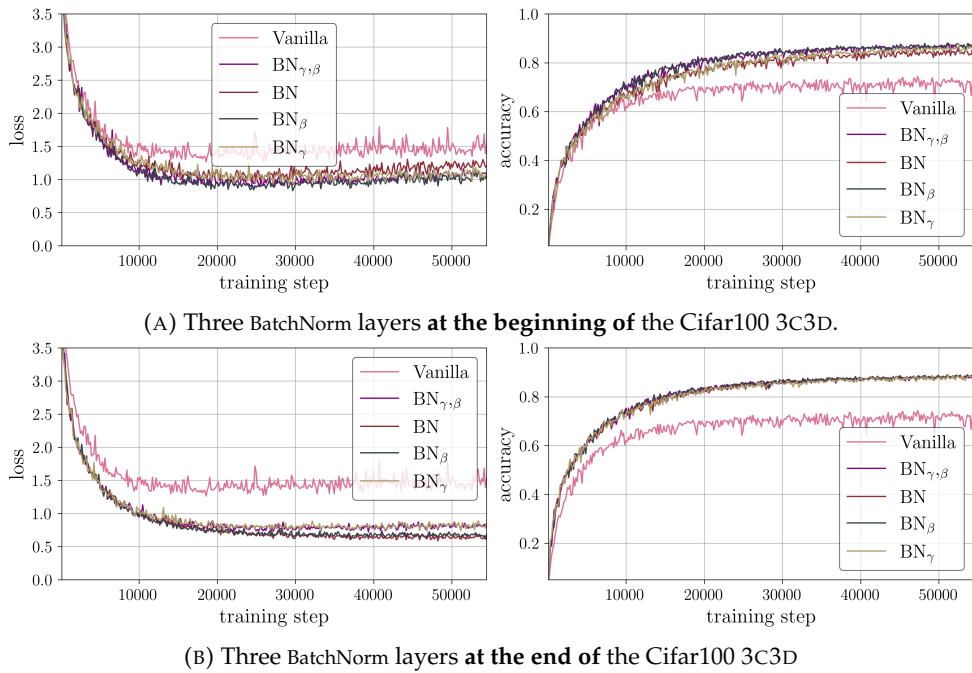 3.5
3.0
2.5
2.0
1.5
1.0
0.5
0.0
loss
10000 20000 30000 40000 50000
training step
Vanilla
BNγ,β
BN
BNβ
BNγ
1.0
0.8
0.6
0.4
0.2
accuracy
10000 20000 30000 40000 50000
training step
Vanilla
BNγ,β
BN
BNβ
BNγ
(A) Three BatchNorm layers at the beginning of the Cifar100 3C3D.
3.5
3.0
2.5
2.0
1.5
1.0
0.5
0.0
loss
10000 20000 30000 40000 50000
training step
Vanilla
BNγ,β
BN
BNβ
BNγ
1.0
0.8
0.6
0.4
0.2
accuracy
10000 20000 30000 40000 50000
training step
Vanilla
BNγ,β
BN
BNβ
BNγ
(B) Three BatchNorm layers at the end of the Cifar100 3C3D